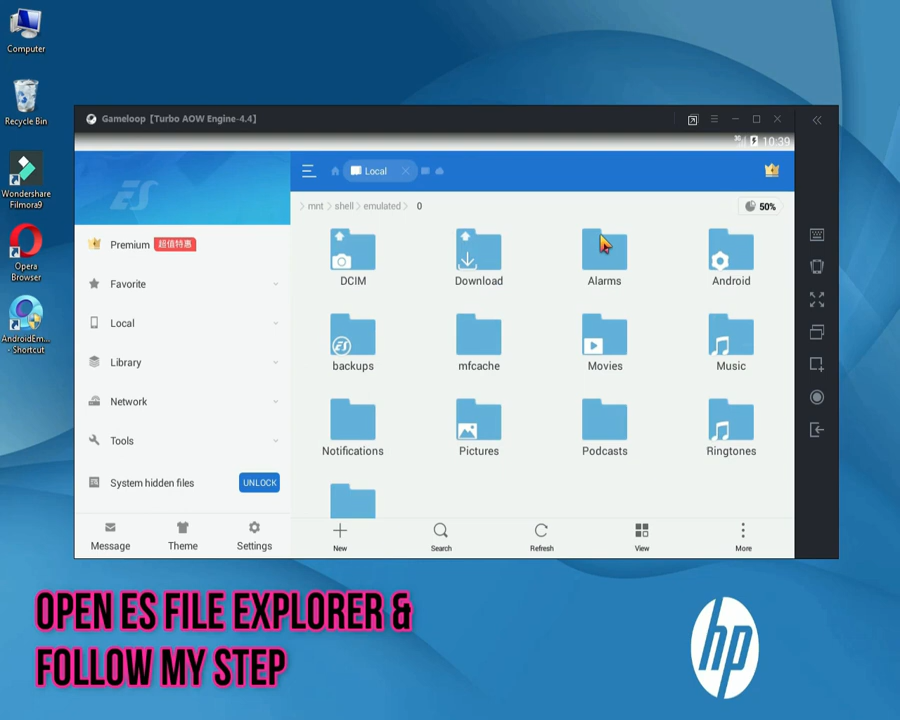 Computer
Recycle Bin
Wondershare
Filmora9
Opera
Browser
AndroidEm...
- Shortcut
Gameloop【Turbo AOW Engine-4.4】
10:39
ES
Local
mnt > shell > emulated > 0
50%
Premium 超值特惠
Favorite
Local
Library
Network
Tools
System hidden files UNLOCK
Message Theme Settings
DCIM Download Alarms Android
ES
backups mfcache Movies Music
Notifications Pictures Podcasts Ringtones
New Search Refresh View More
OPEN ES FILE EXPLORER &
FOLLOW MY STEP
hp